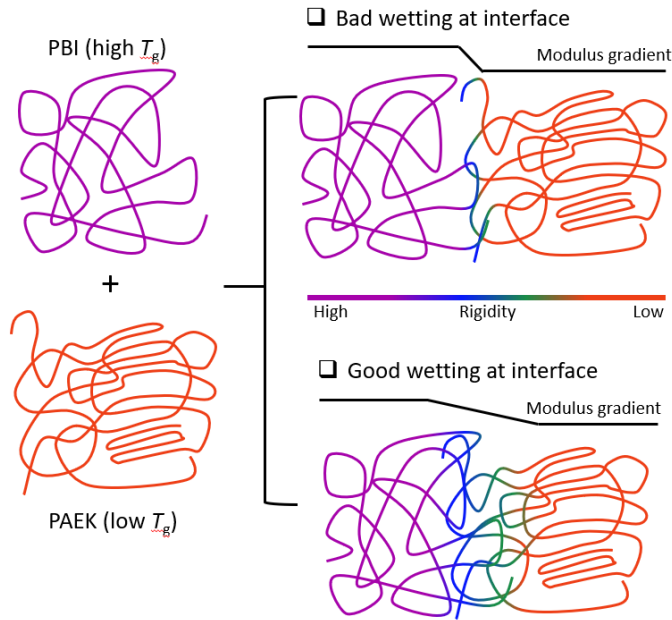 PBI (high Tg)
+
PAEK (low Tg)
❑ Bad wetting at interface
Modulus gradient
High Rigidity Low
❑ Good wetting at interface
Modulus gradient